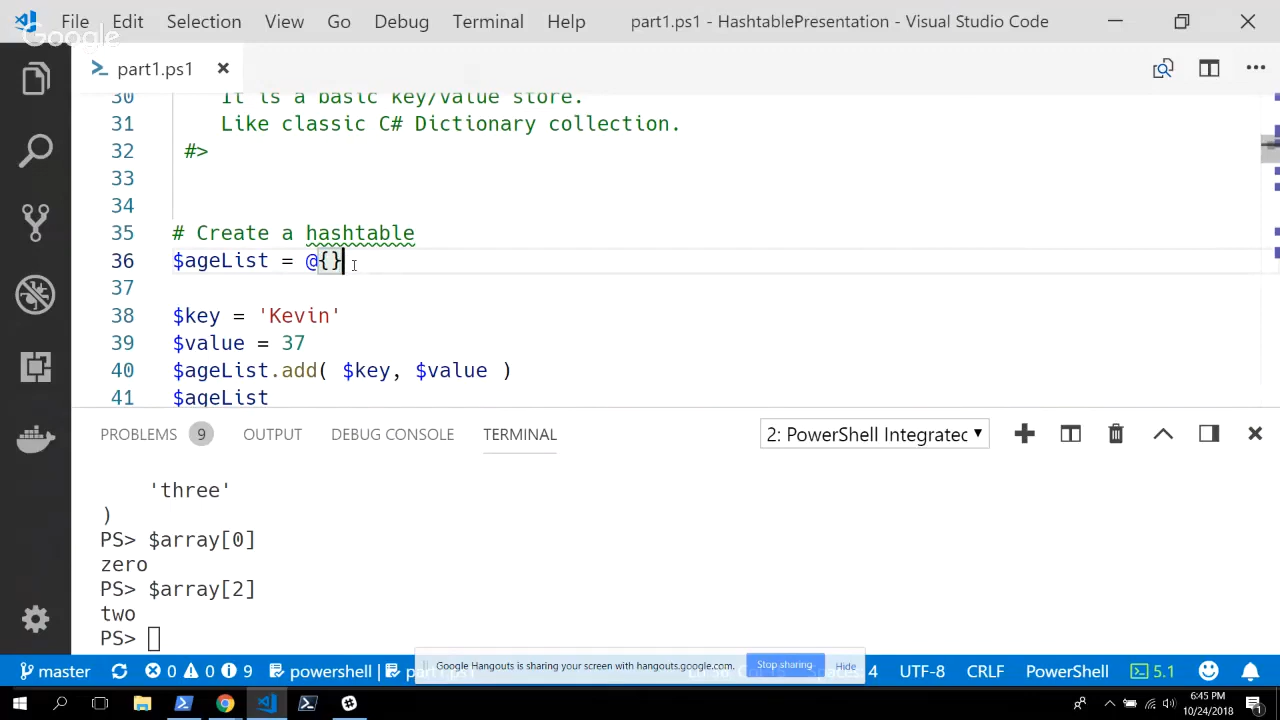 File Edit Selection View Go Debug Terminal Help part1.ps1 - HashtablePresentation - Visual Studio Code
Google
part1.ps1
30 It is a basic key/value store.
31 Like classic C# Dictionary collection.
32 #>
33
34
35 # Create a hashtable
36 $ageList = @{}
37
38 $key = 'Kevin'
39 $value = 37
40 $ageList.add( $key, $value )
41 $ageList
PROBLEMS 9 OUTPUT DEBUG CONSOLE TERMINAL 2: PowerShell Integratec
'three'
)
PS> $array[0]
zero
PS> $array[2]
two
PS>
Google Hangouts is sharing your screen with hangouts.google.com. Stop sharing Hide
master 0 0 9 powershell part1.ps1 4 UTF-8 CRLF PowerShell 5.1
6:45 PM
10/24/2018
1